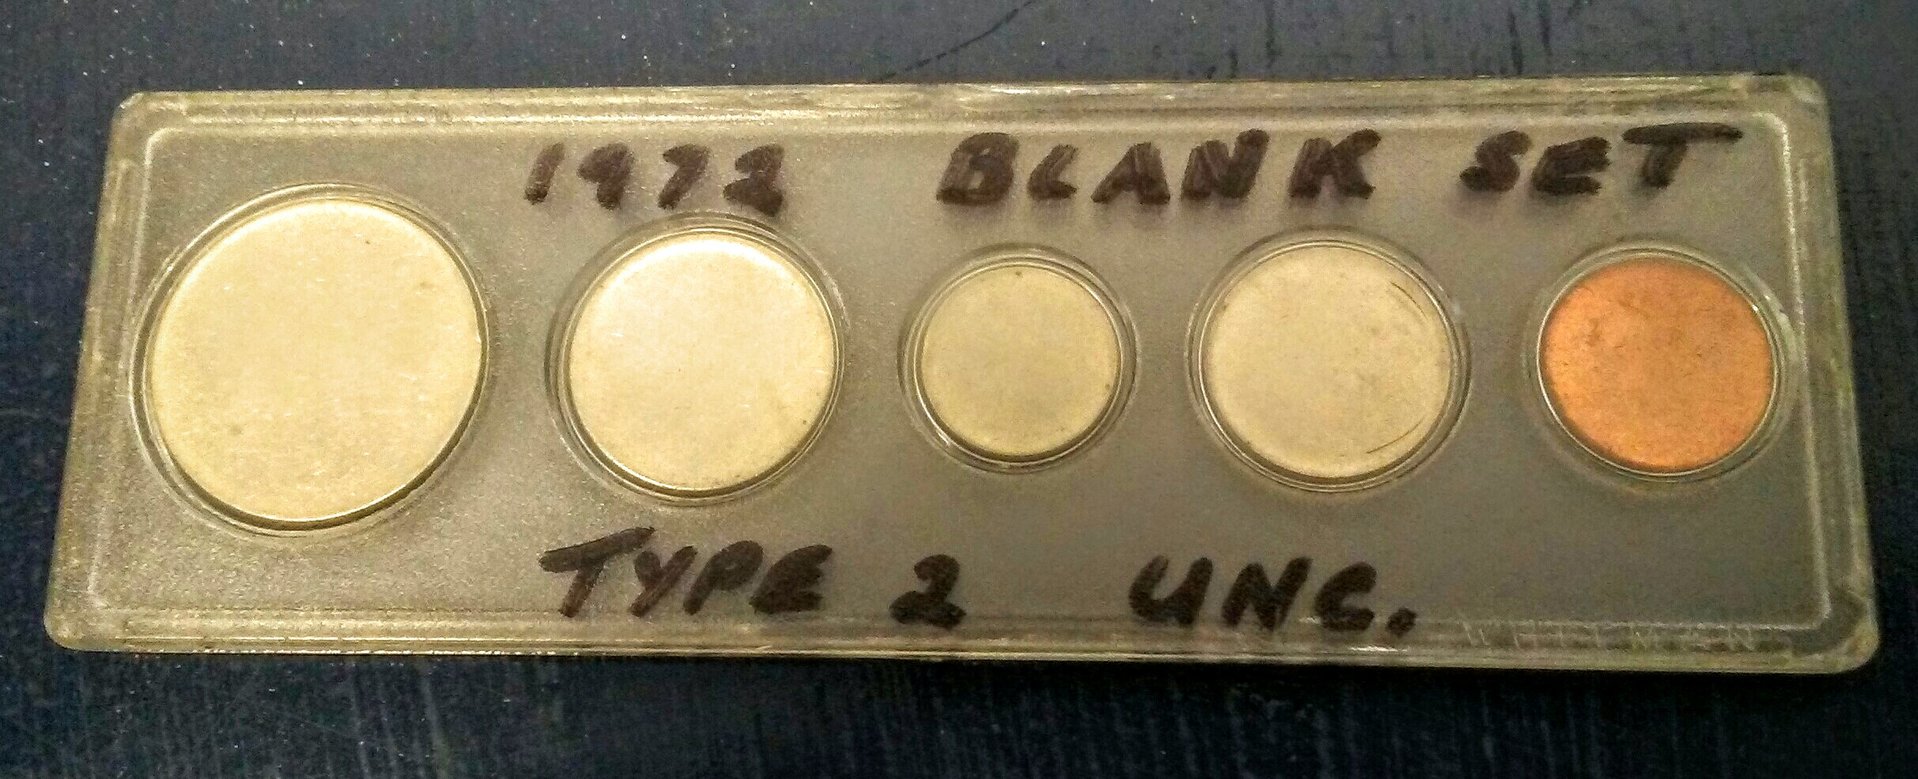 1972 BLANK SET
TYPE 2 UNC.